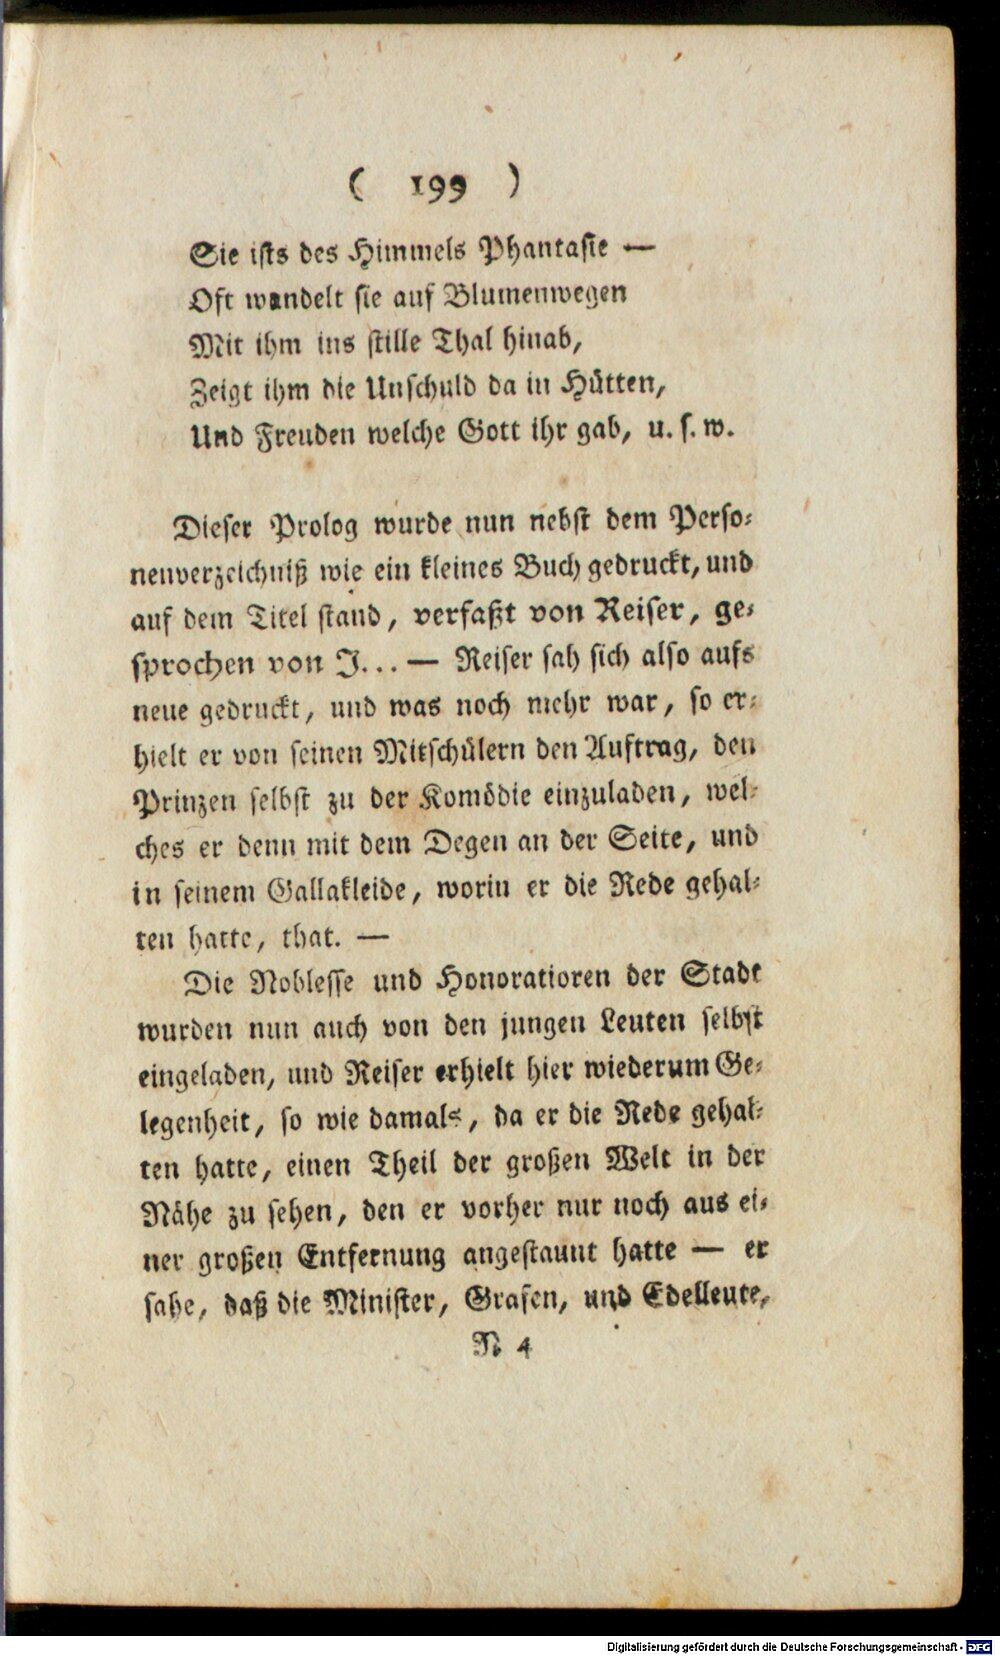 ( 199 )
Sie ists des Himmels Phantasie —
Oft wandelt sie auf Blumenwegen
Mit ihm ins stille Thal hinab,
Zeigt ihm die Unschuld da in Hütten,
Und Freuden welche Gott ihr gab, u. s. w.
Dieser Prolog wurde nun nebst dem Perso-
nenverzeichniß wie ein kleines Buch gedruckt, und
auf dem Titel stand, verfaßt von Reiser, ge-
sprochen von J... — Reiser sah sich also aufs
neue gedruckt, und was noch mehr war, so er-
hielt er von seinen Mitschülern den Auftrag, den
Prinzen selbst zu der Komödie einzuladen, wel-
ches er denn mit dem Degen an der Seite, und
in seinem Gallakleide, worin er die Rede gehal-
ten hatte, that. —
Die Noblesse und Honoratioren der Stadt
wurden nun auch von den jungen Leuten selbst
eingeladen, und Reiser erhielt hier wiederum Ge-
legenheit, so wie damals, da er die Rede gehal-
ten hatte, einen Theil der großen Welt in der
Nähe zu sehen, den er vorher nur noch aus ei-
ner großen Entfernung angestaunt hatte — er
sahe, daß die Minister, Grafen, und Edelleute,
N 4
Digitalisierung gefördert durch die Deutsche Forschungsgemeinschaft - DFG